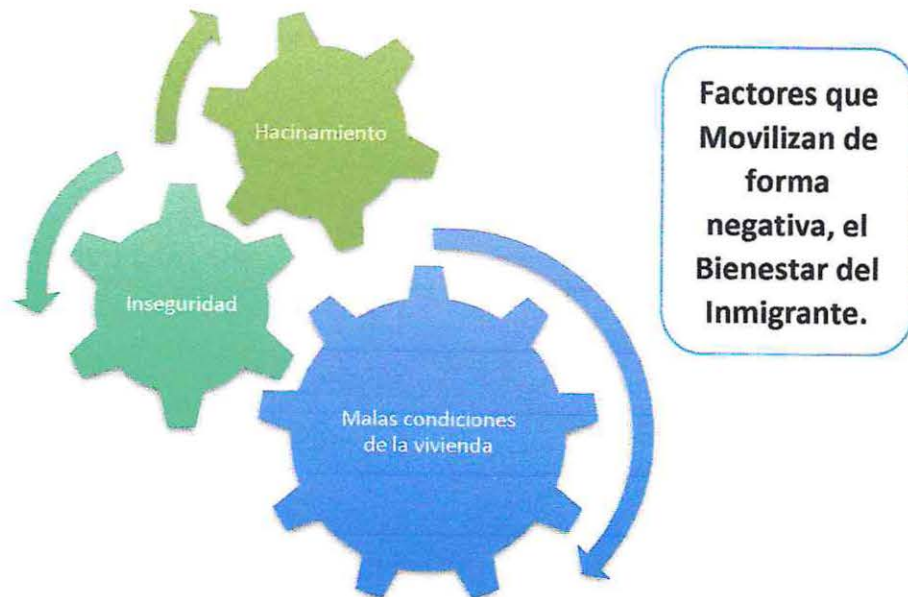 Hacinamiento
Inseguridad
Malas condiciones
de la vivienda
Factores que
Movilizan de
forma
negativa, el
Bienestar del
Inmigrante.